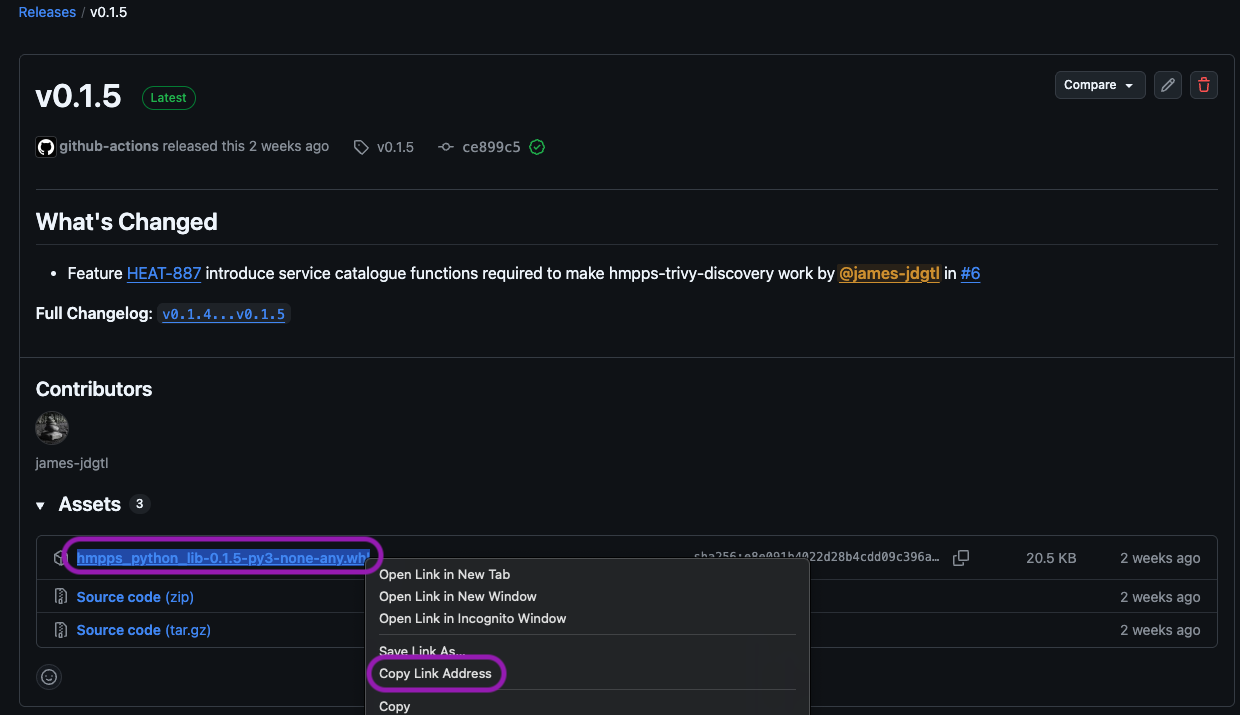 Releases / v0.1.5
v0.1.5 Latest
Compare
github-actions released this 2 weeks ago v0.1.5 ce899c5
What's Changed
• Feature HEAT-887 introduce service catalogue functions required to make hmpps-trivy-discovery work by @james-jdgtl in #6
Full Changelog: v0.1.4...v0.1.5
Contributors
james-jdgtl
Assets 3
hmpps_python_lib-0.1.5-py3-none-any.whl 20.5 KB 2 weeks ago
Open Link in New Tab
Source code (zip) 2 weeks ago
Open Link in New Window
Open Link in Incognito Window
Source code (tar.gz) 2 weeks ago
Save Link As...
Copy Link Address
Copy